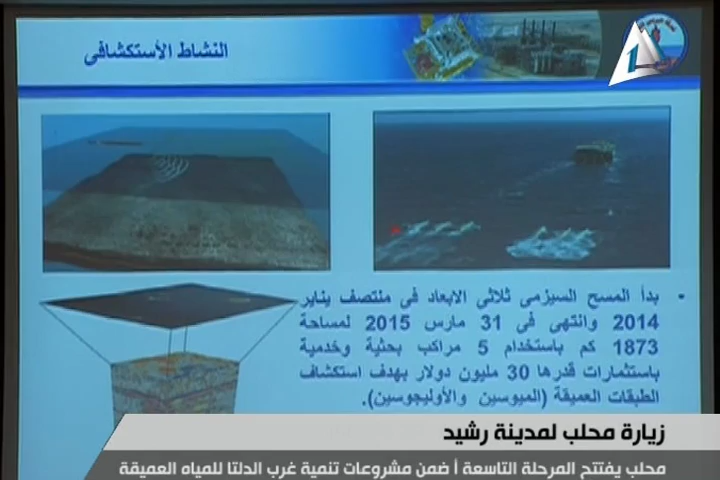 النشاط الأستكشافى
1
بدأ المسح السيزمى ثلاثى الابعاد فى منتصف يناير
2014 وانتهى فى 31 مارس 2015 لمساحة
1873 كم باستخدام 5 مراكب بحثية وخدمية
باستثمارات قدرها 30 مليون دولار بهدف استكشاف
الطبقات العميقة (الميوسين والأوليجوسين).
زيارة محلب لمدينة رشيد
محلب يفتتح المرحلة التاسعة أ ضمن مشروعات تنمية غرب الدلتا للمياه العميقة